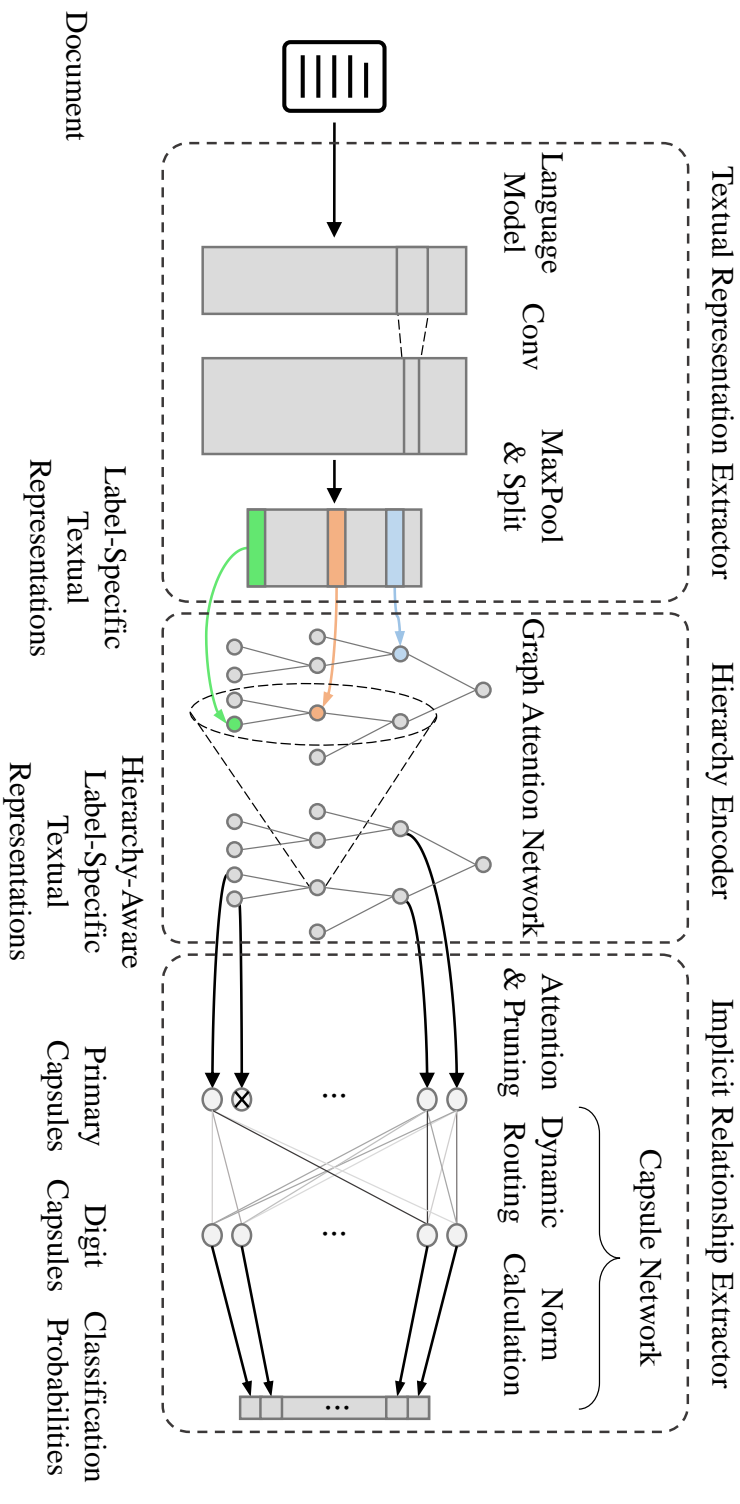 Textual Representation Extractor
Hierarchy Encoder
Implicit Relationship Extractor
Capsule Network
Language
Model
Conv
MaxPool
& Split
Graph Attention Network
Attention
& Pruning
Dynamic
Routing
Norm
Calculation
...
...
...
Document
Label-Specific
Textual
Representations
Hierarchy-Aware
Label-Specific
Textual
Representations
Primary
Capsules
Digit
Capsules
Classification
Probabilities